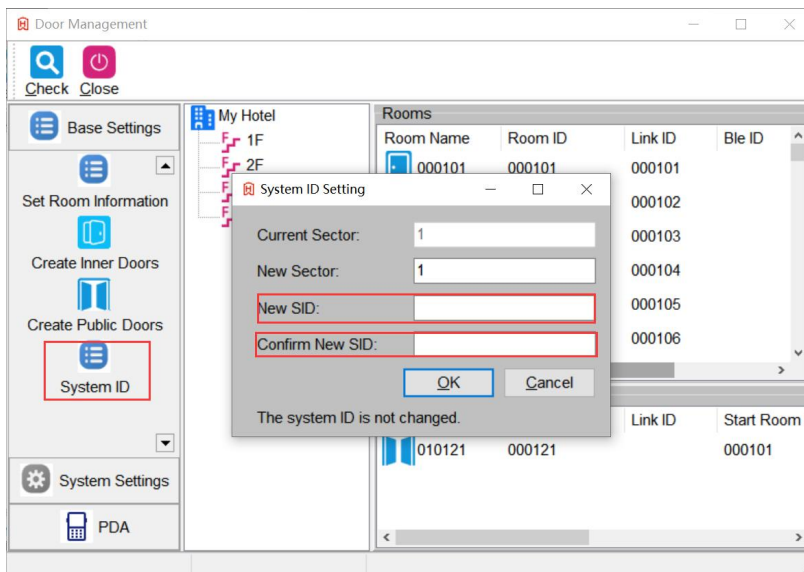 Door Management
Check Close
Base Settings
Set Room Information
Create Inner Doors
Create Public Doors
System ID
System Settings
PDA
My Hotel
1F
2F
Rooms
Room Name Room ID Link ID Ble ID
000101 000101 000101
000102
000103
000104
000105
000106
System ID Setting
Current Sector: 1
New Sector: 1
New SID:
Confirm New SID:
OK Cancel
The system ID is not changed.
Link ID Start Room
010121 000121 000101